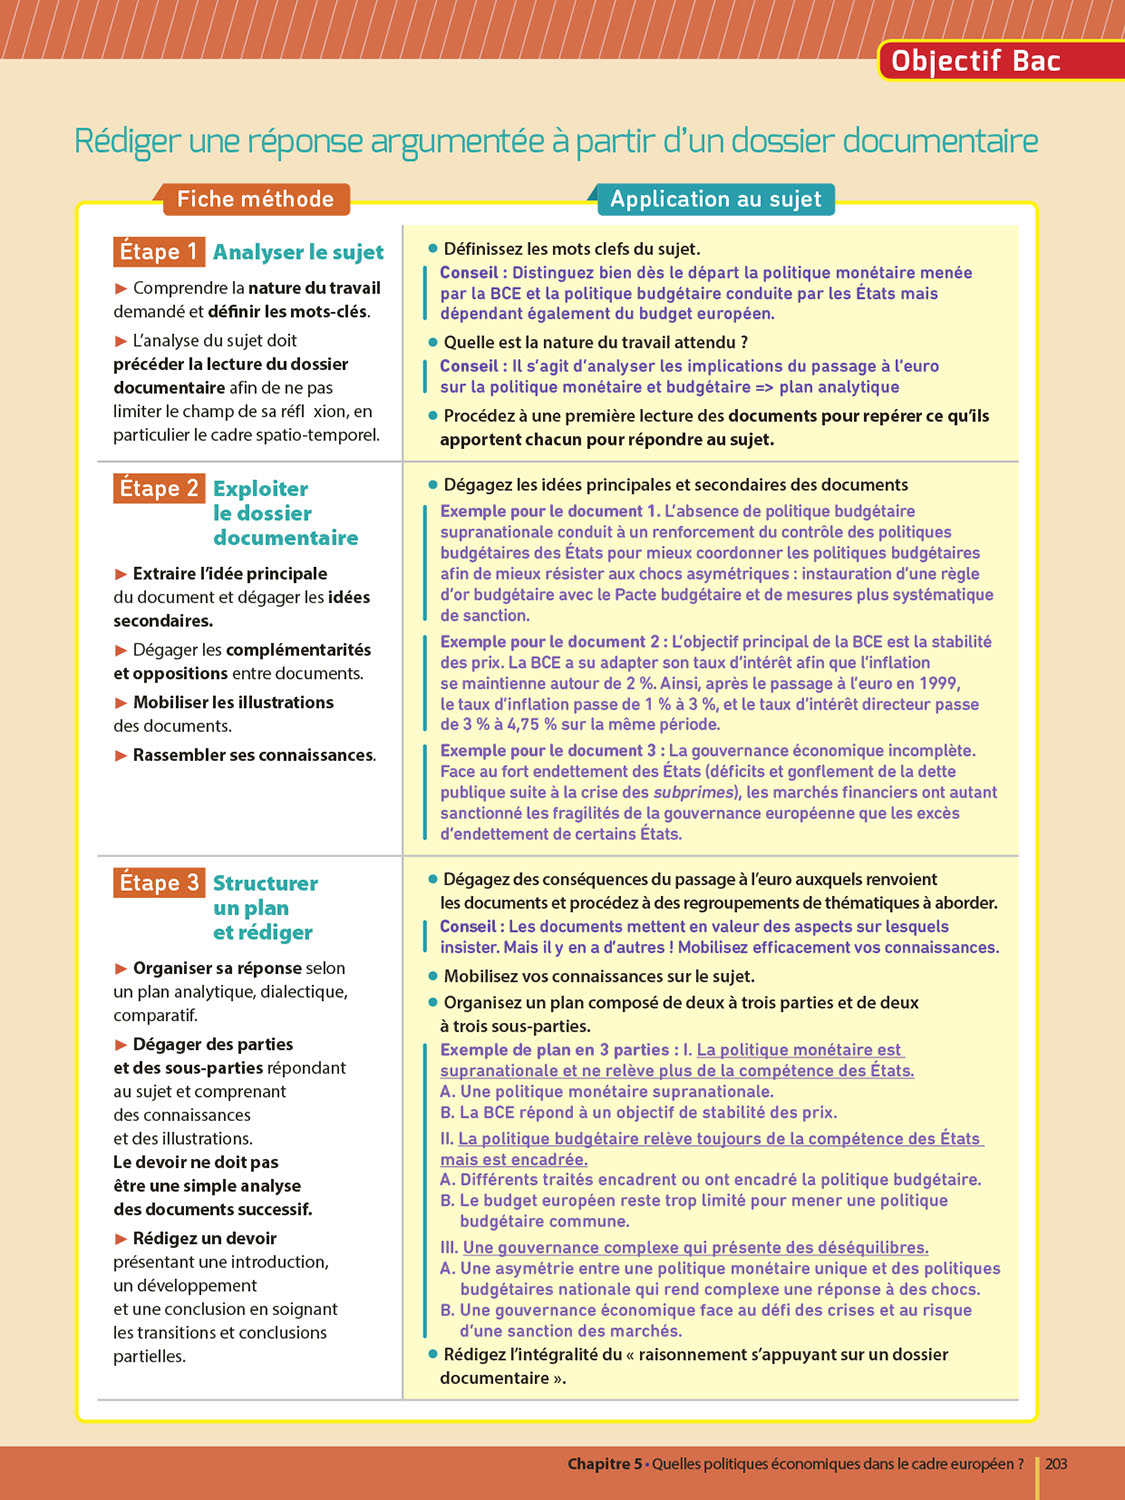 Objectif Bac
Rédiger une réponse argumentée à partir d'un dossier documentaire
Fiche méthode
Application au sujet
Étape 1 Analyser le sujet
► Comprendre la nature du travail
demandé et définir les mots-clés.
► L'analyse du sujet doit
précéder la lecture du dossier
documentaire afin de ne pas
limiter le champ de sa réfl xion, en
particulier le cadre spatio-temporel.
• Définissez les mots clefs du sujet.
Conseil : Distinguez bien dès le départ la politique monétaire menée
par la BCE et la politique budgétaire conduite par les États mais
dépendant également du budget européen.
• Quelle est la nature du travail attendu ?
Conseil : Il s'agit d'analyser les implications du passage à l'euro
sur la politique monétaire et budgétaire => plan analytique
• Procédez à une première lecture des documents pour repérer ce qu'ils
apportent chacun pour répondre au sujet.
Étape 2 Exploiter
le dossier
documentaire
► Extraire l'idée principale
du document et dégager les idées
secondaires.
► Dégager les complémentarités
et oppositions entre documents.
► Mobiliser les illustrations
des documents.
► Rassembler ses connaissances.
• Dégagez les idées principales et secondaires des documents
Exemple pour le document 1. L'absence de politique budgétaire
supranationale conduit à un renforcement du contrôle des politiques
budgétaires des États pour mieux coordonner les politiques budgétaires
afin de mieux résister aux chocs asymétriques : instauration d'une règle
d'or budgétaire avec le Pacte budgétaire et de mesures plus systématique
de sanction.
Exemple pour le document 2 : L'objectif principal de la BCE est la stabilité
des prix. La BCE a su adapter son taux d'intérêt afin que l'inflation
se maintienne autour de 2 %. Ainsi, après le passage à l'euro en 1999,
le taux d'inflation passe de 1 % à 3 %, et le taux d'intérêt directeur passe
de 3 % à 4,75 % sur la même période.
Exemple pour le document 3 : La gouvernance économique incomplète.
Face au fort endettement des États (déficits et gonflement de la dette
publique suite à la crise des subprimes), les marchés financiers ont autant
sanctionné les fragilités de la gouvernance européenne que les excès
d'endettement de certains États.
Étape 3 Structurer
un plan
et rédiger
► Organiser sa réponse selon
un plan analytique, dialectique,
comparatif.
► Dégager des parties
et des sous-parties répondant
au sujet et comprenant
des connaissances
et des illustrations.
Le devoir ne doit pas
être une simple analyse
des documents successif.
► Rédigez un devoir
présentant une introduction,
un développement
et une conclusion en soignant
les transitions et conclusions
partielles.
• Dégagez des conséquences du passage à l'euro auxquels renvoient
les documents et procédez à des regroupements de thématiques à aborder.
Conseil : Les documents mettent en valeur des aspects sur lesquels
insister. Mais il y en a d'autres ! Mobilisez efficacement vos connaissances.
• Mobilisez vos connaissances sur le sujet.
• Organisez un plan composé de deux à trois parties et de deux
à trois sous-parties.
Exemple de plan en 3 parties : I. La politique monétaire est
supranationale et ne relève plus de la compétence des États.
A. Une politique monétaire supranationale.
B. La BCE répond à un objectif de stabilité des prix.
II. La politique budgétaire relève toujours de la compétence des États
mais est encadrée.
A. Différents traités encadrent ou ont encadré la politique budgétaire.
B. Le budget européen reste trop limité pour mener une politique
budgétaire commune.
III. Une gouvernance complexe qui présente des déséquilibres.
A. Une asymétrie entre une politique monétaire unique et des politiques
budgétaires nationale qui rend complexe une réponse à des chocs.
B. Une gouvernance économique face au défi des crises et au risque
d'une sanction des marchés.
• Rédigez l'intégralité du « raisonnement s'appuyant sur un dossier
documentaire ».
Chapitre 5 • Quelles politiques économiques dans le cadre européen ? 203